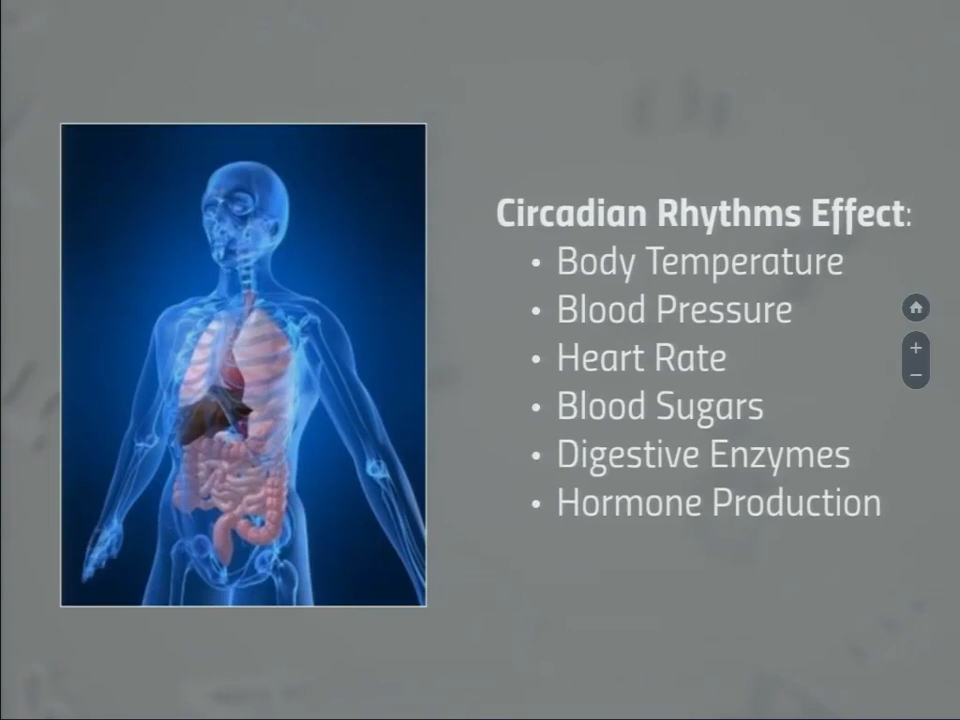 Circadian Rhythms Effect:
• Body Temperature
• Blood Pressure
• Heart Rate
• Blood Sugars
• Digestive Enzymes
• Hormone Production